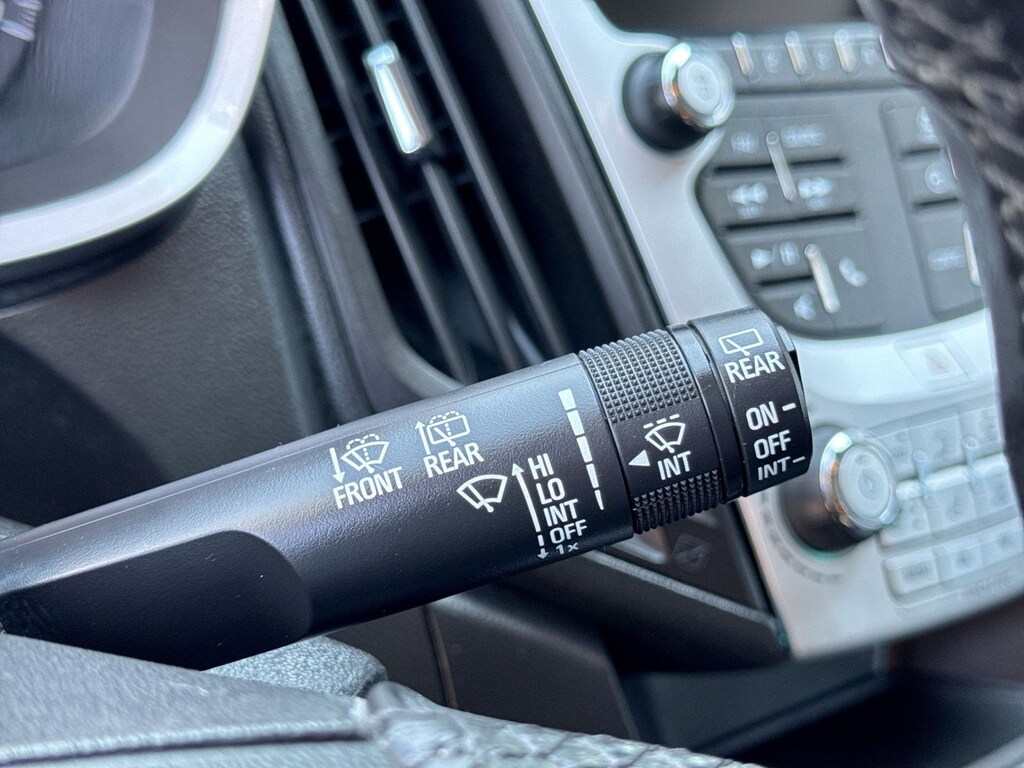 FRONT
REAR
HI
LO
INT
OFF
1x
INT
REAR
ON
OFF
INT